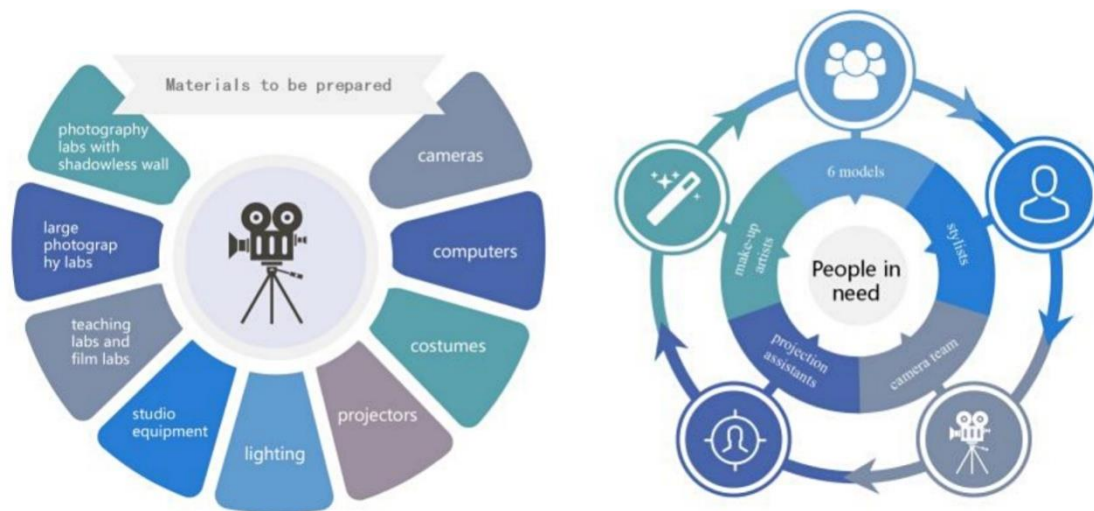 Materials to be prepared
photography
labs with
shadowless wall
large
photograp
hy labs
teaching
labs and
film labs
studio
equipment
lighting
projectors
costumes
computers
cameras
People in
need
6 models
stylists
camera team
projection
assistants
make-up
artists